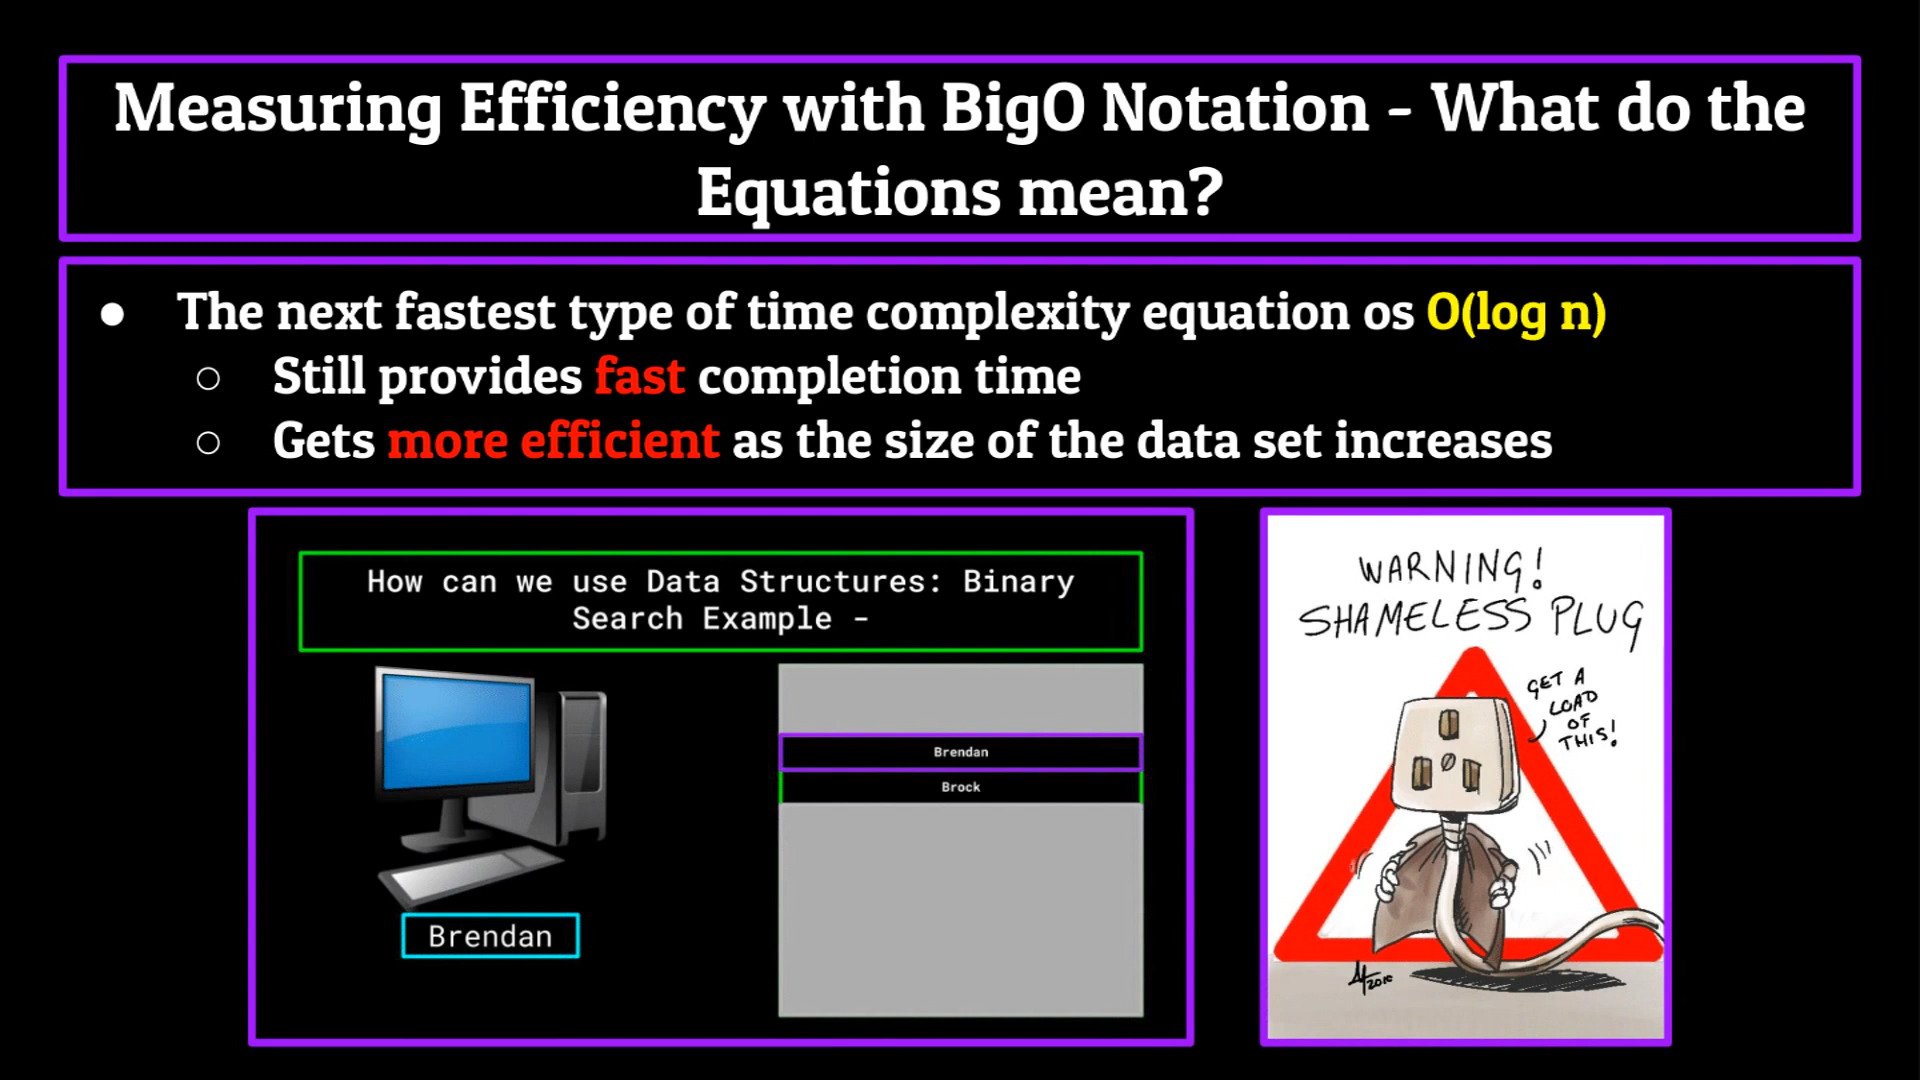 Measuring Efficiency with BigO Notation - What do the
Equations mean?
● The next fastest type of time complexity equation os O(log n)
○ Still provides fast completion time
○ Gets more efficient as the size of the data set increases
How can we use Data Structures: Binary
Search Example -
Brendan
Brock
Brendan
WARNING!
SHAMELESS PLUG
GET A
LOAD
OF
THIS!